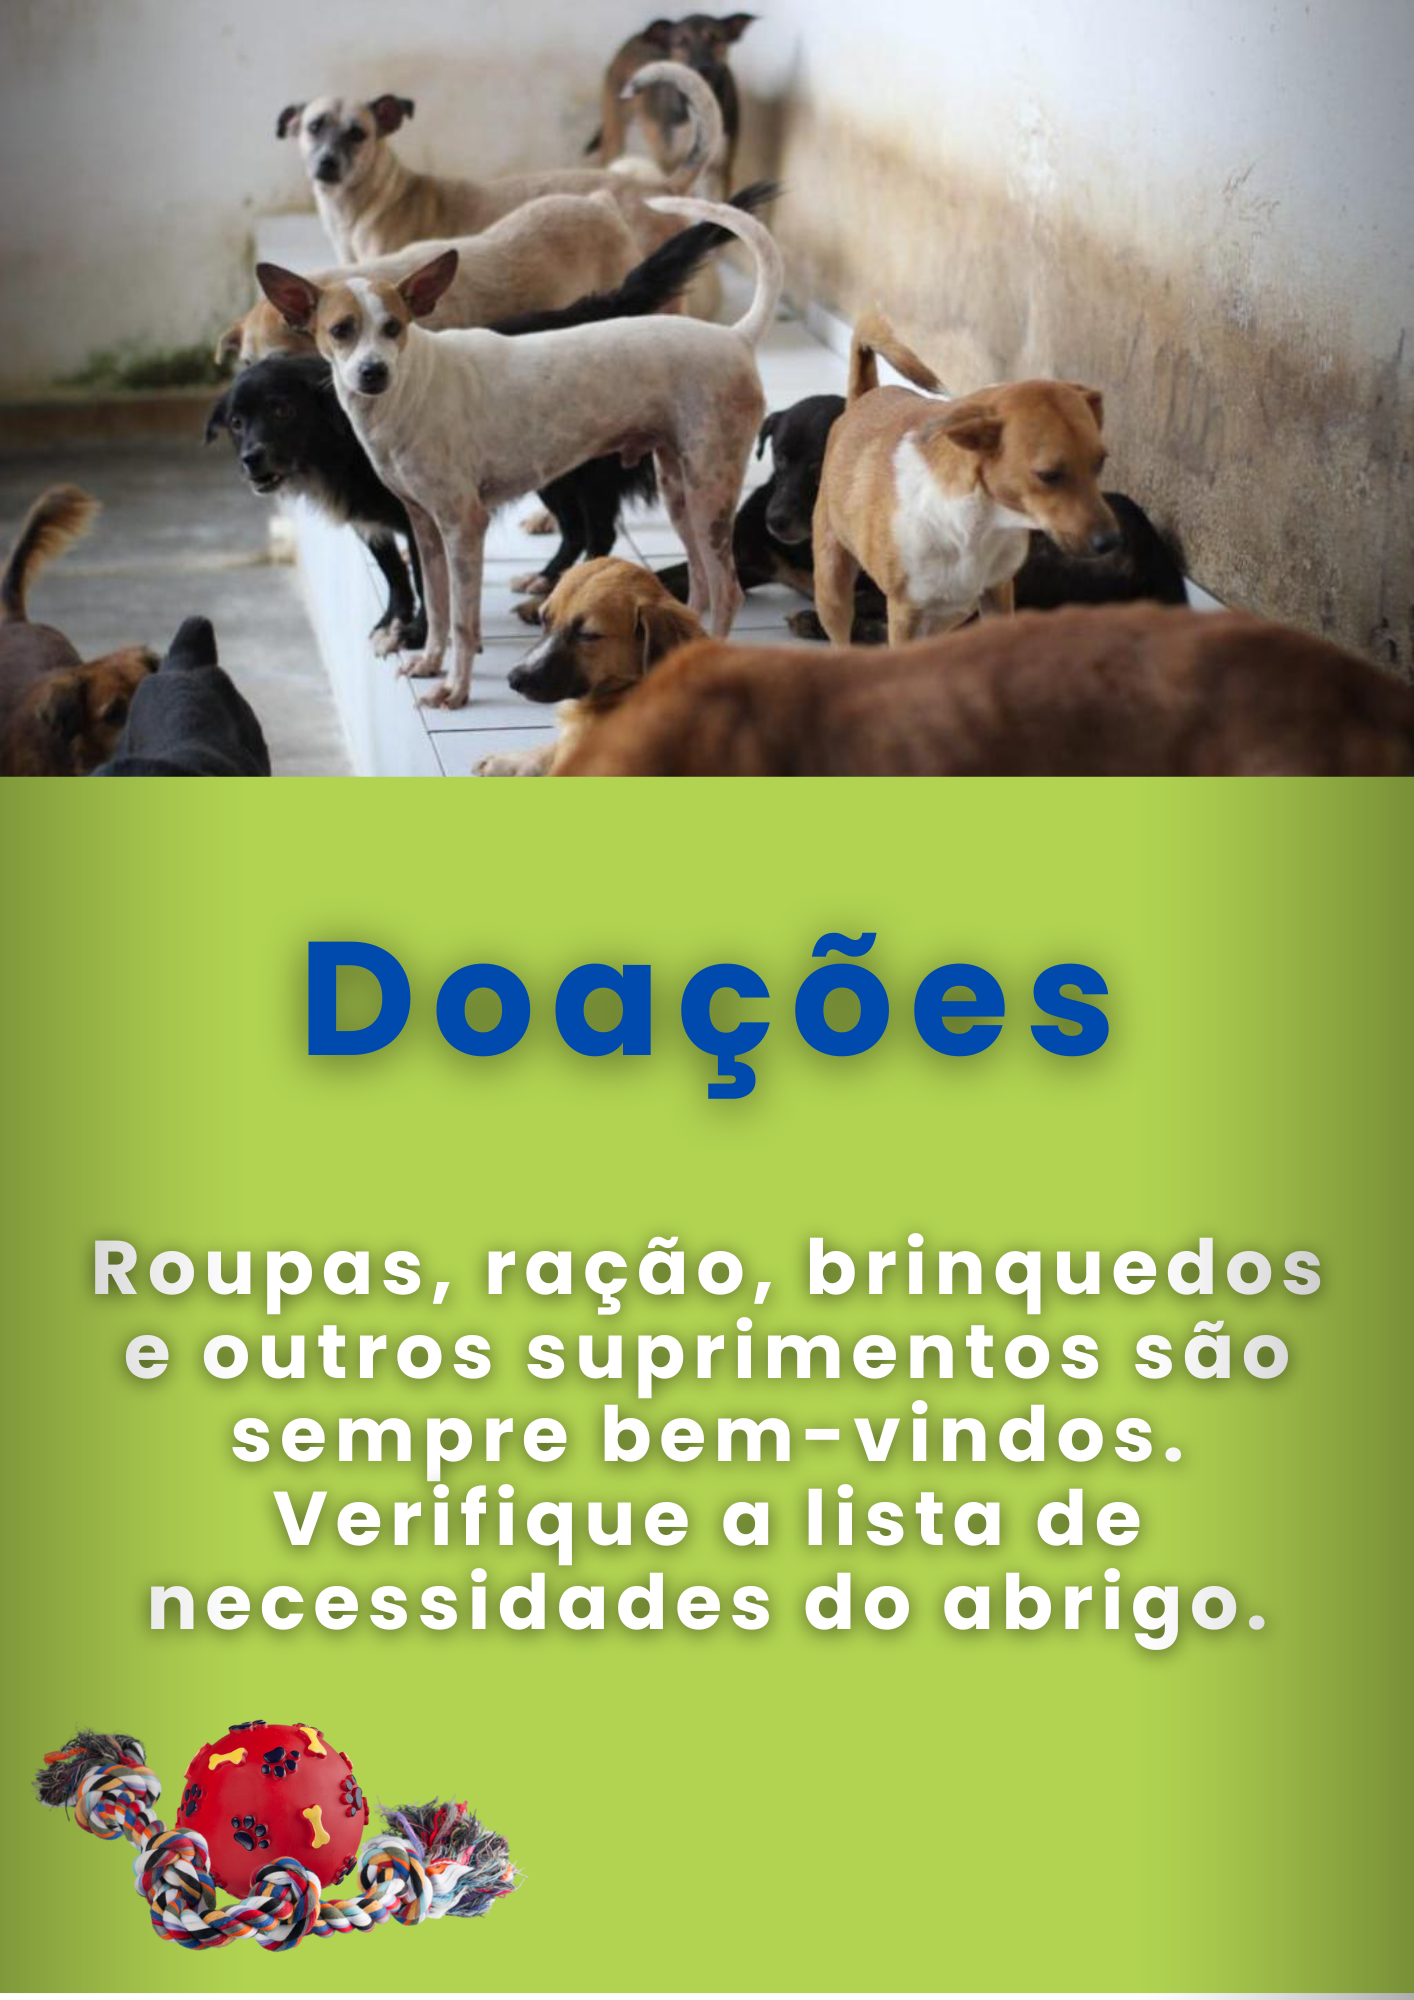 Doações
Roupas, ração, brinquedos
e outros suprimentos são
sempre bem-vindos.
Verifique a lista de
necessidades do abrigo.